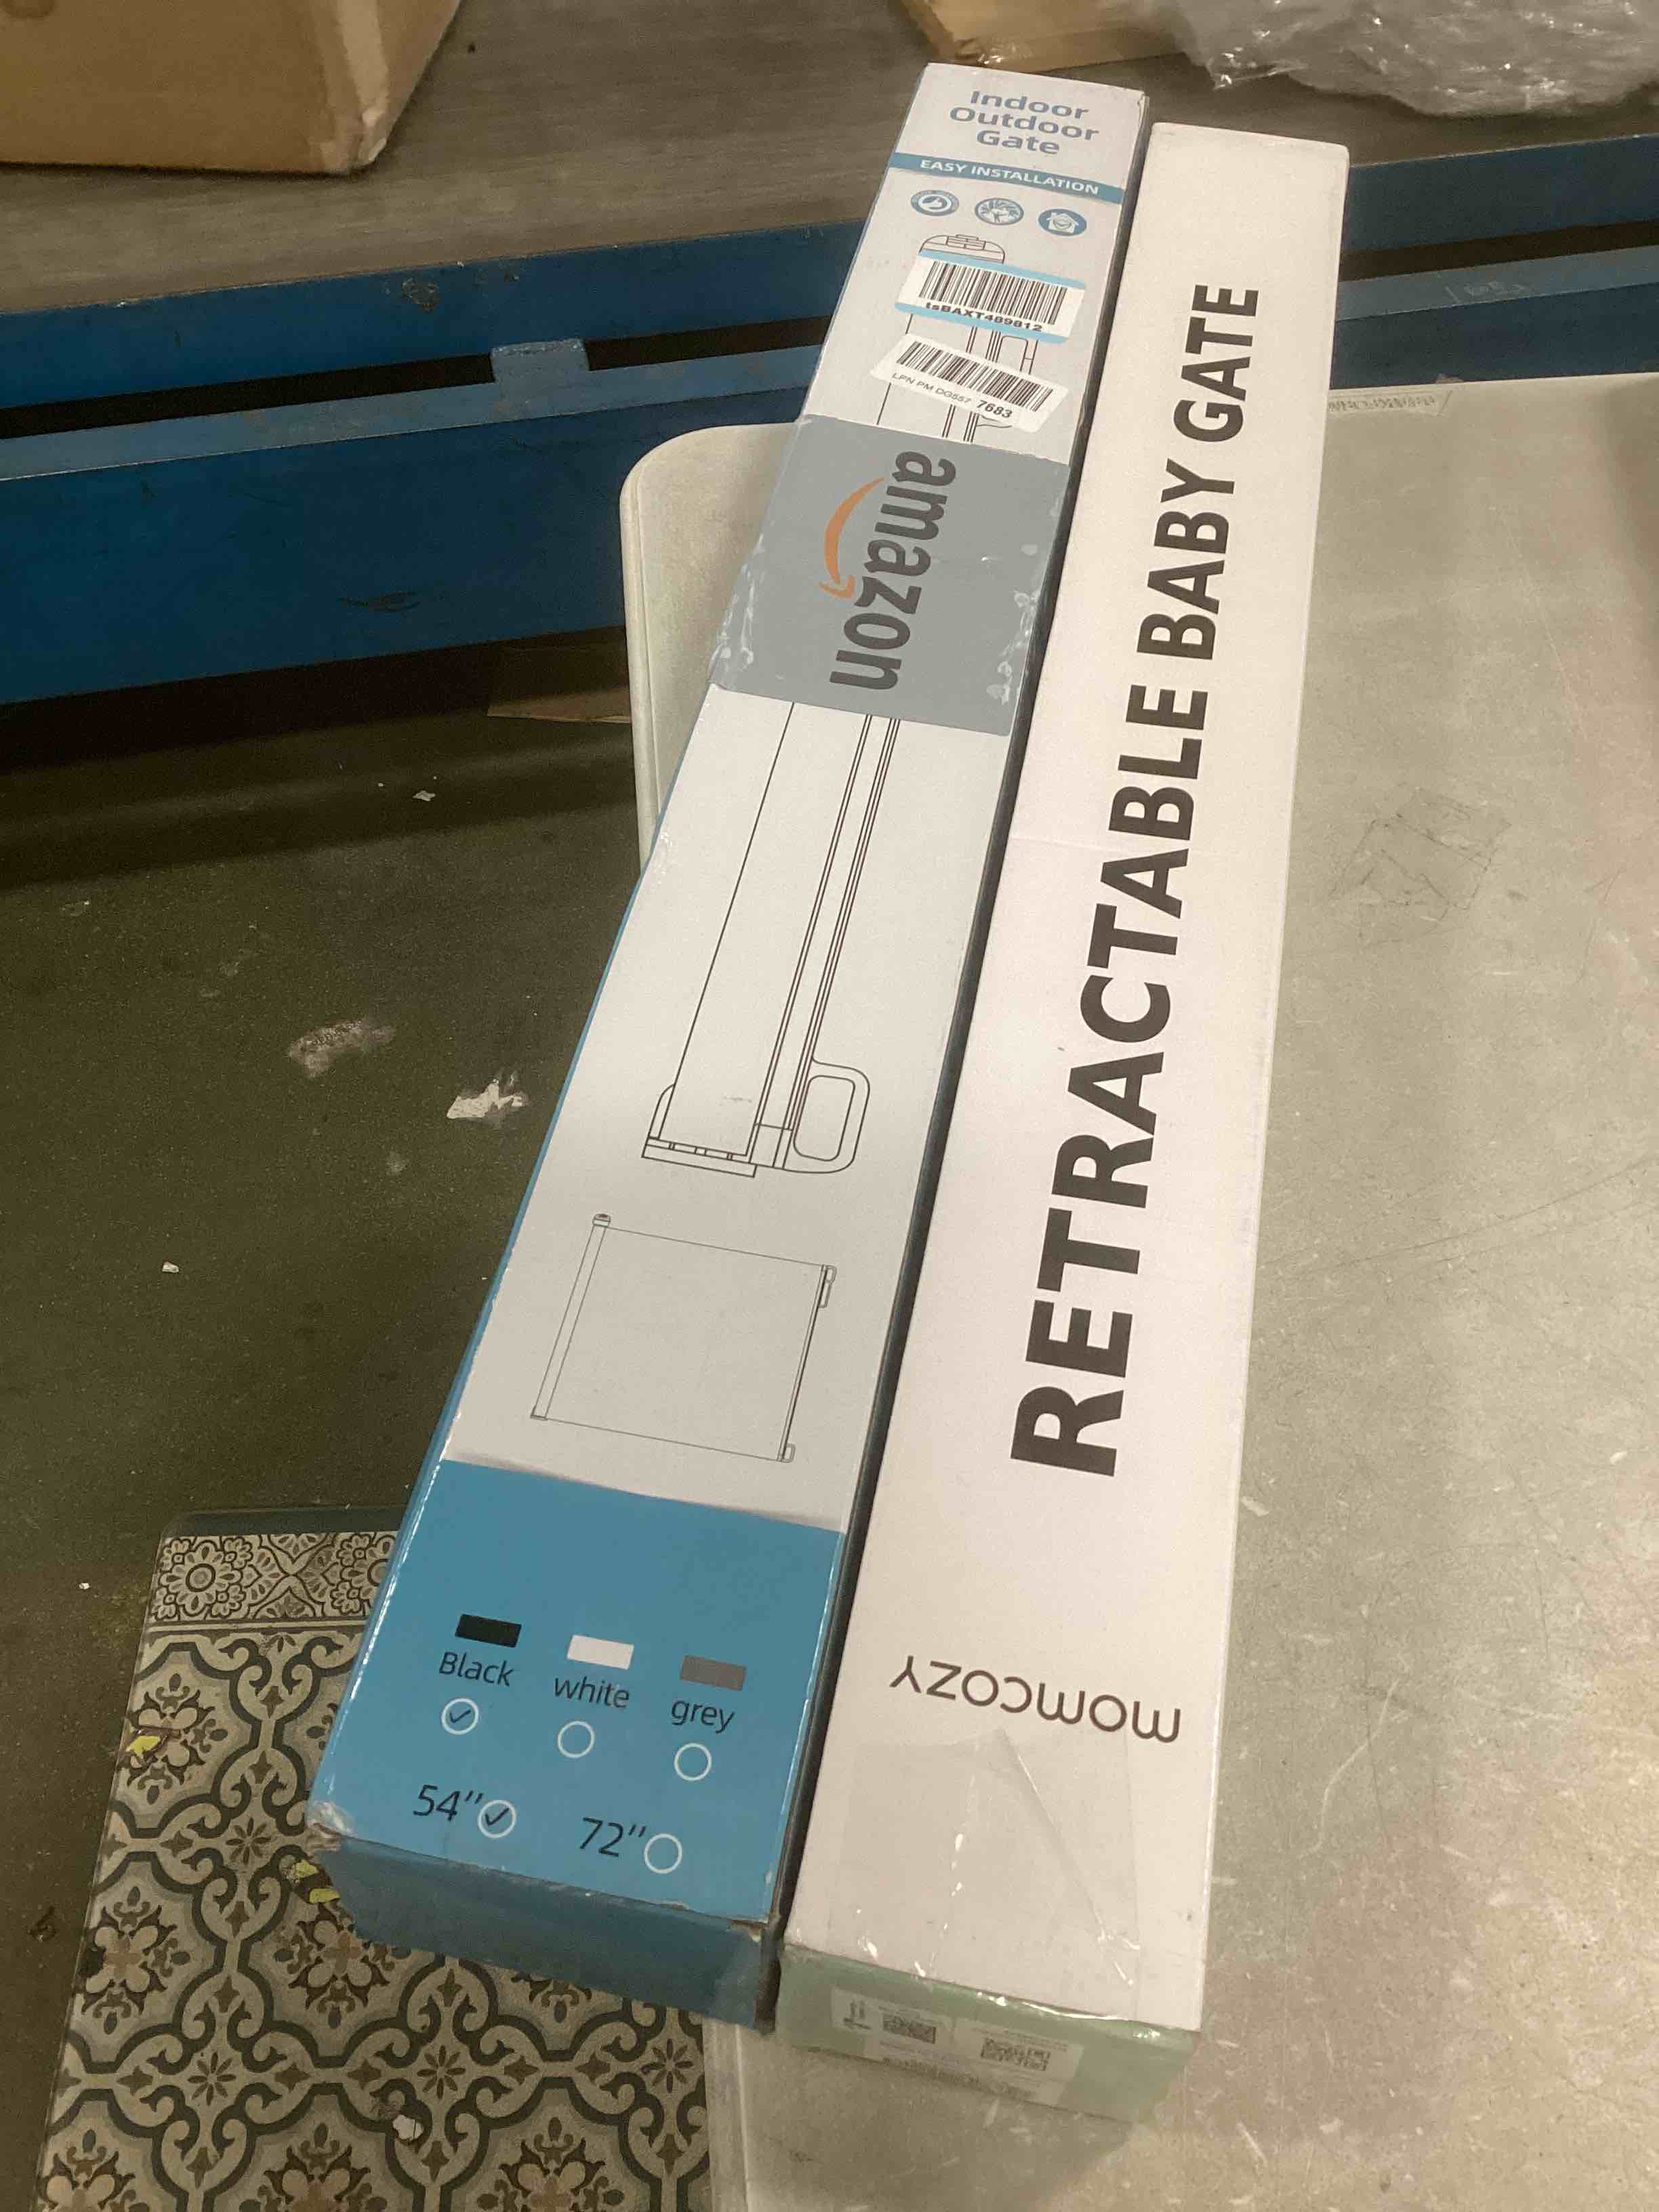 Indoor
Outdoor
Gate
EASY INSTALLATION
tsBAXT489812
LPN PM DG557 7683
amazon
Black
white
grey
54"
72"
RETRACTABLE BABY GATE
momcozy